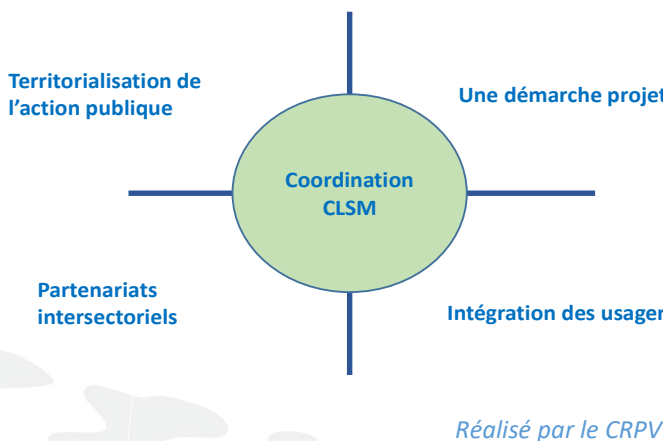 Territorialisation de
l'action publique
Une démarche projet
Coordination
CLSM
Partenariats
intersectoriels
Intégration des usager
Réalisé par le CRPV